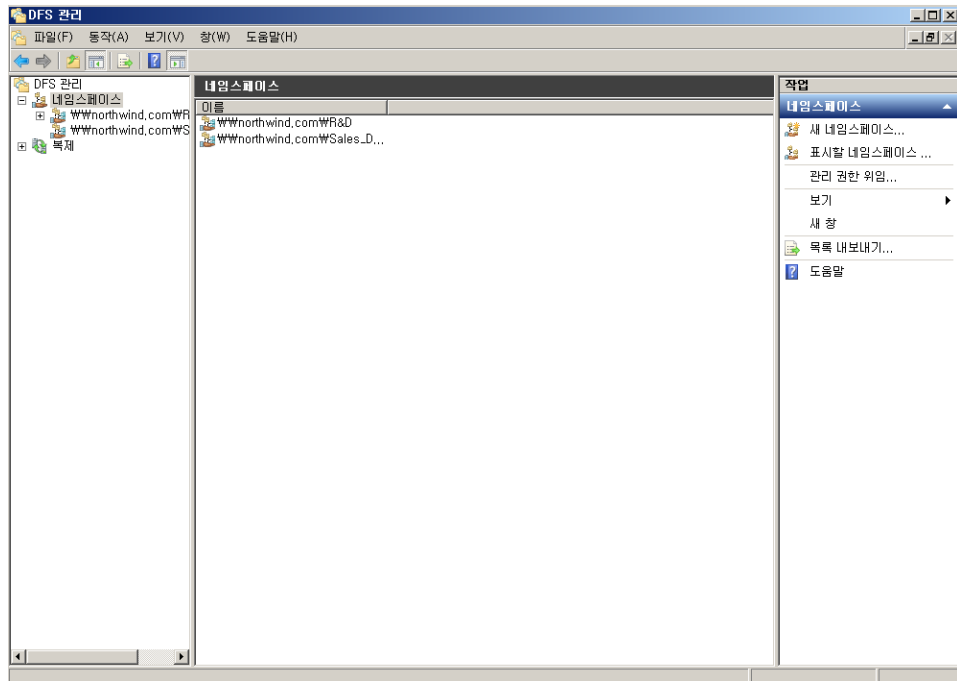 DFS 관리
파일(F) 동작(A) 보기(V) 창(W) 도움말(H)
DFS 관리
네임스페이스
₩₩northwind.com₩R
₩₩northwind.com₩S
복제
네임스페이스
이름
₩₩northwind.com₩R&D
₩₩northwind.com₩Sales_D...
작업
네임스페이스
새 네임스페이스...
표시할 네임스페이스 ...
관리 권한 위임...
보기
새 창
목록 내보내기...
도움말